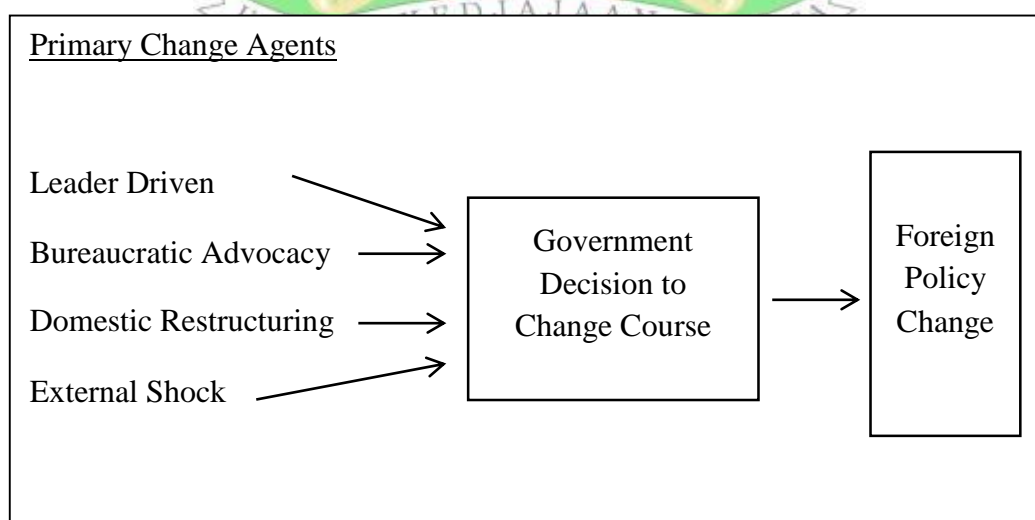 KEDJAJAAN
Primary Change Agents
Leader Driven
Bureaucratic Advocacy
Domestic Restructuring
External Shock
Government
Decision to
Change Course
Foreign
Policy
Change